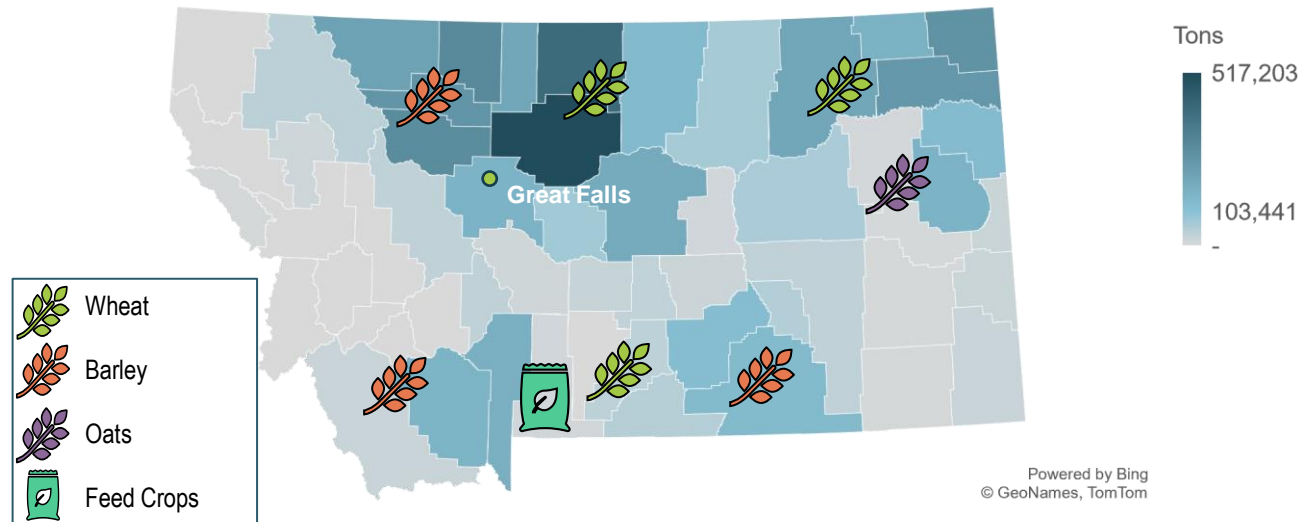 Tons
517,203
103,441
-
Great Falls
Wheat
Barley
Oats
Feed Crops
Powered by Bing
© GeoNames, TomTom